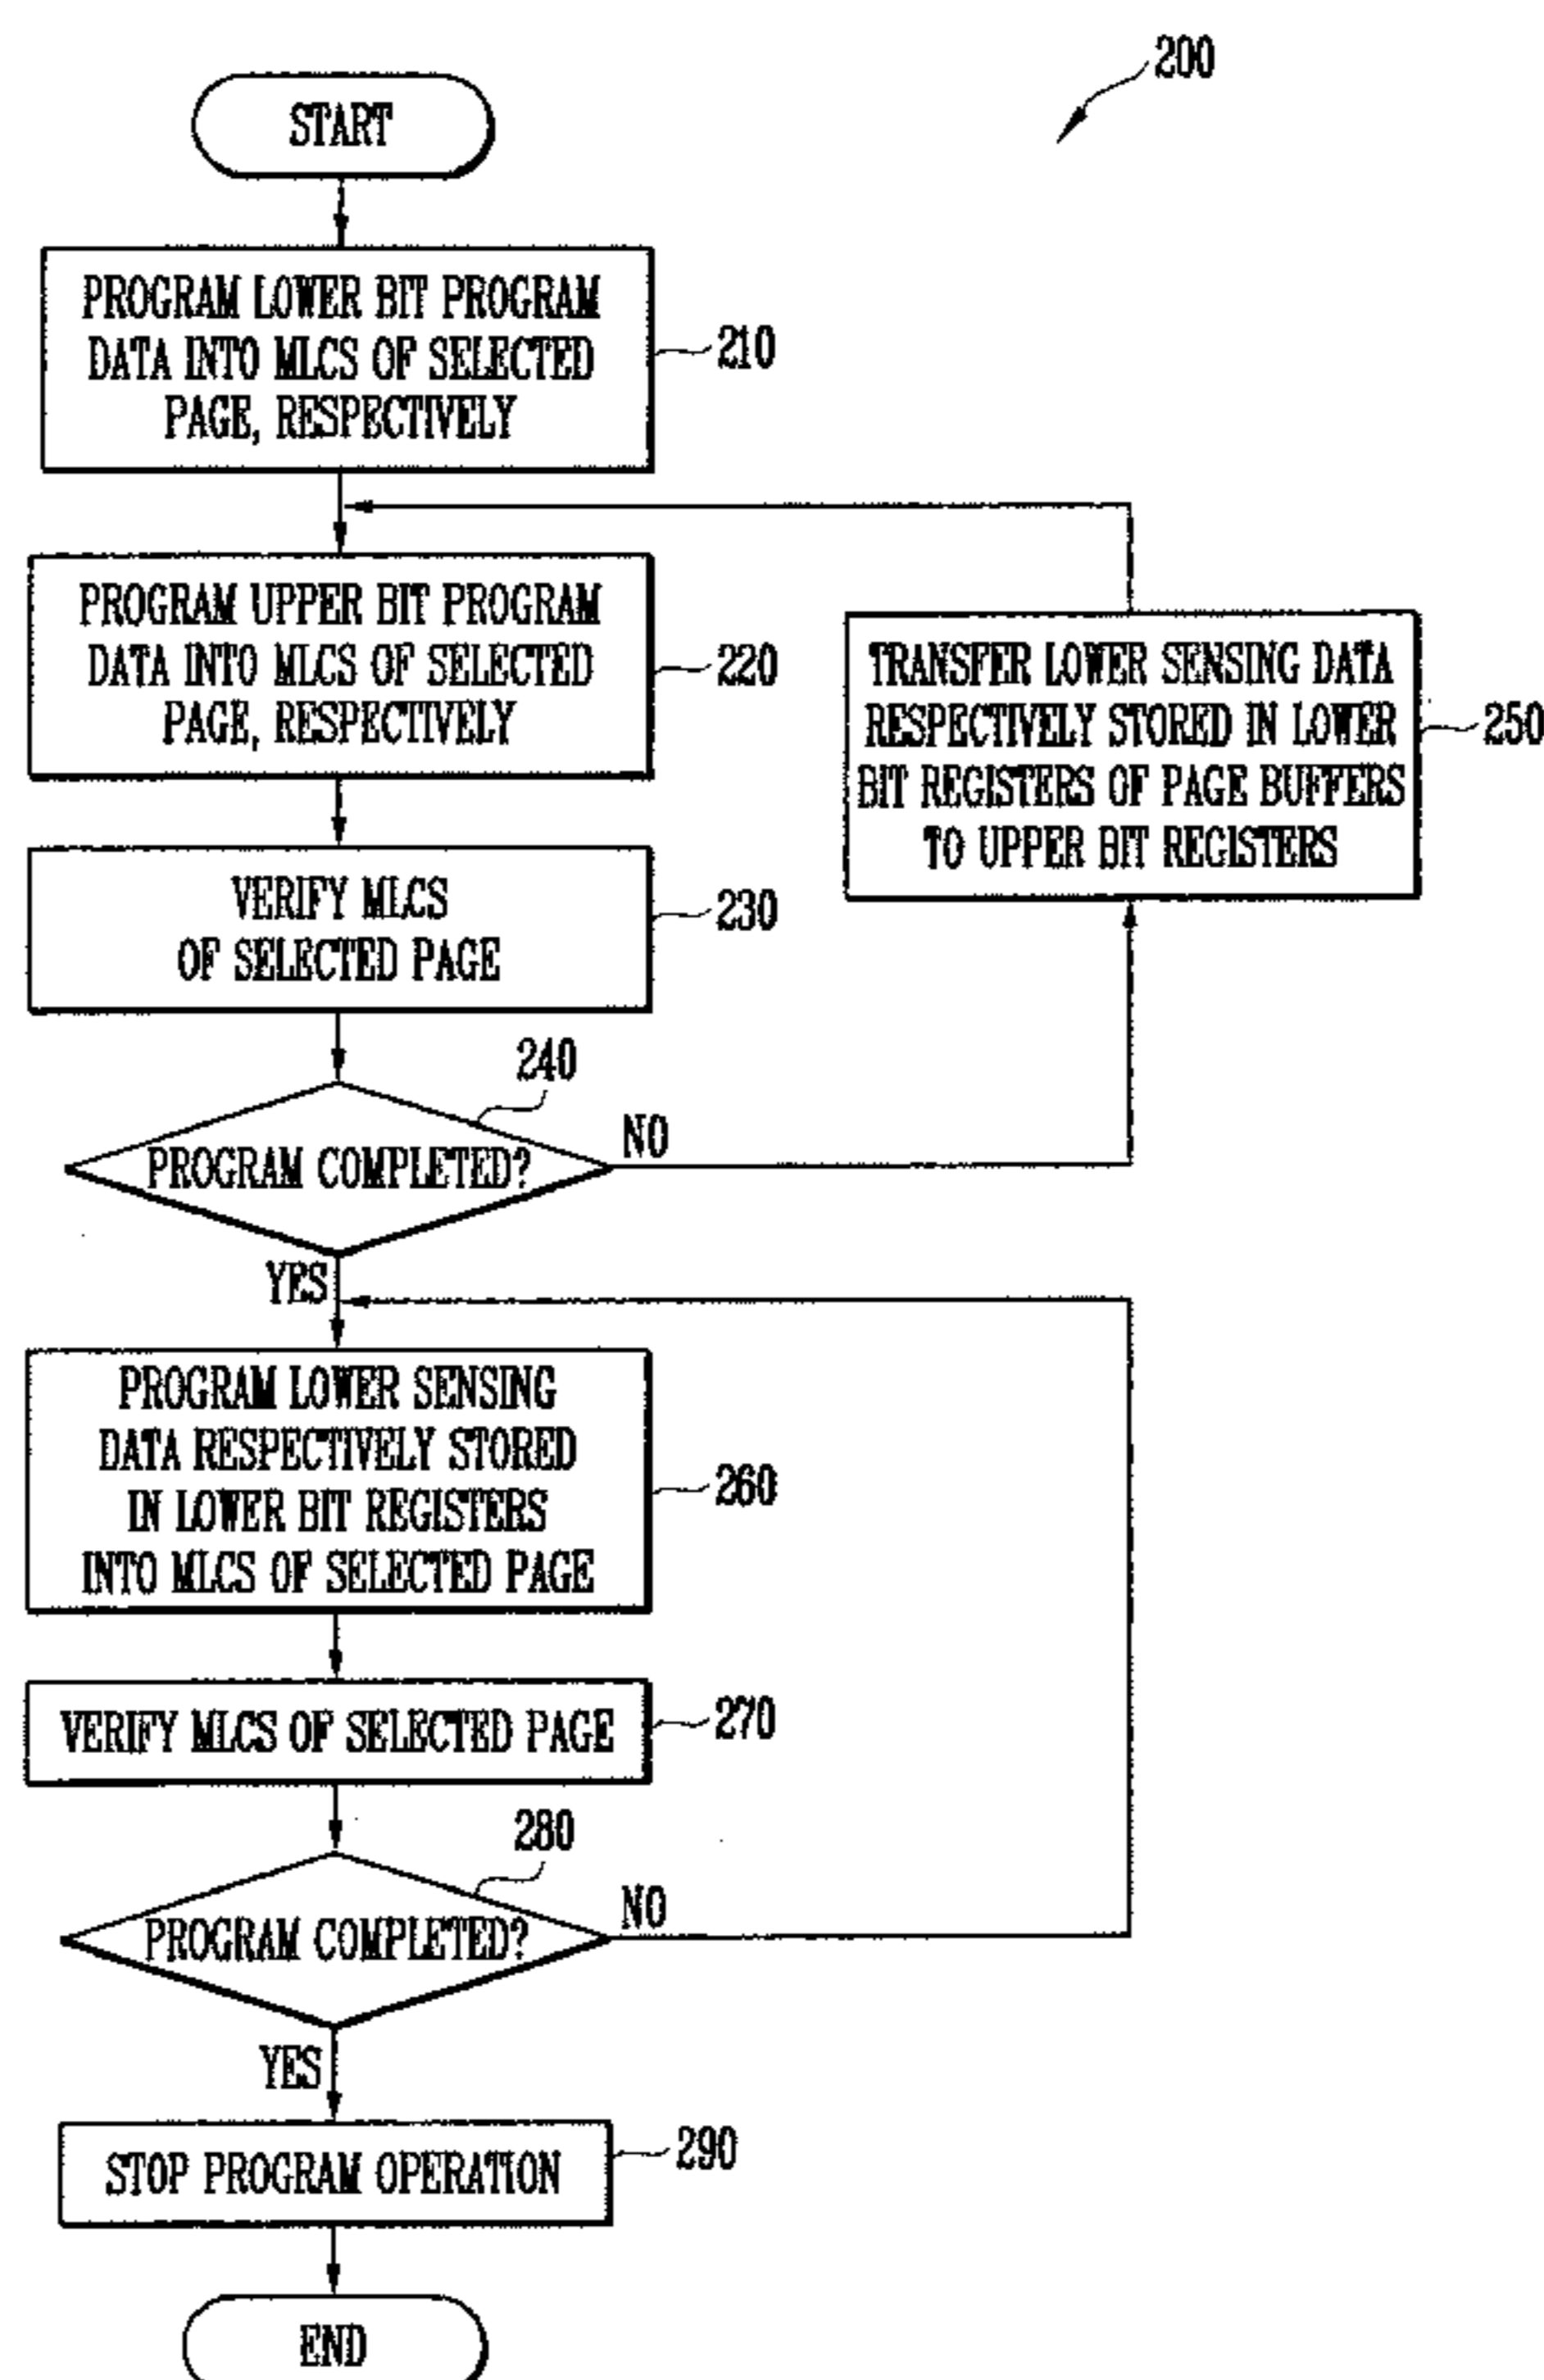 200
START
PROGRAM LOWER BIT PROGRAM
DATA INTO MLCS OF SELECTED
PAGE, RESPECTIVELY
210
PROGRAM UPPER BIT PROGRAM
DATA INTO MLCS OF SELECTED
PAGE, RESPECTIVELY
220
TRANSFER LOWER SENSING DATA
RESPECTIVELY STORED IN LOWER
BIT REGISTERS OF PAGE BUFFERS
TO UPPER BIT REGISTERS
250
VERIFY MLCS
OF SELECTED PAGE
230
240
PROGRAM COMPLETED?
NO
YES
PROGRAM LOWER SENSING
DATA RESPECTIVELY STORED
IN LOWER BIT REGISTERS
INTO MLCS OF SELECTED PAGE
260
VERIFY MLCS OF SELECTED PAGE
270
280
PROGRAM COMPLETED?
NO
YES
STOP PROGRAM OPERATION
290
END